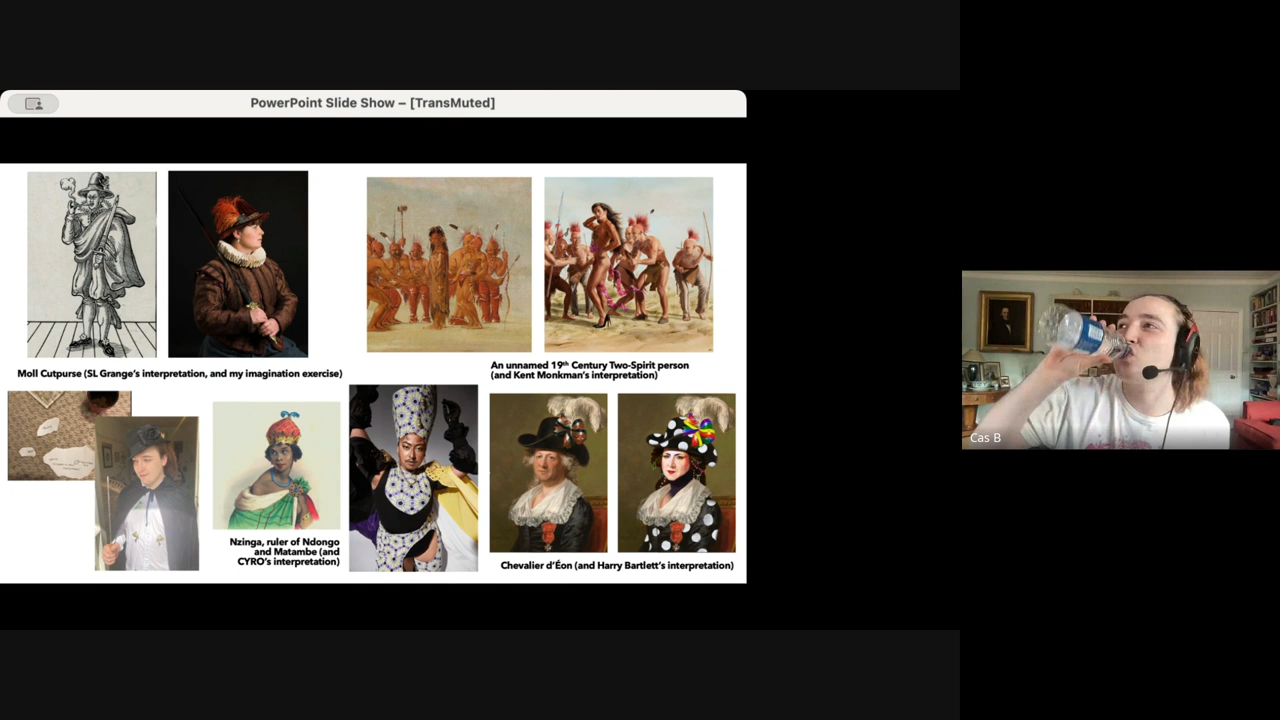 PowerPoint Slide Show – [TransMuted]
Moll Cutpurse (SL Grange's interpretation, and my imagination exercise)
An unnamed 19th Century Two-Spirit person
(and Kent Monkman's interpretation)
Nzinga, ruler of Ndongo
and Matambe (and
CYRO's interpretation)
Chevalier d'Éon (and Harry Bartlett's interpretation)
Cas B